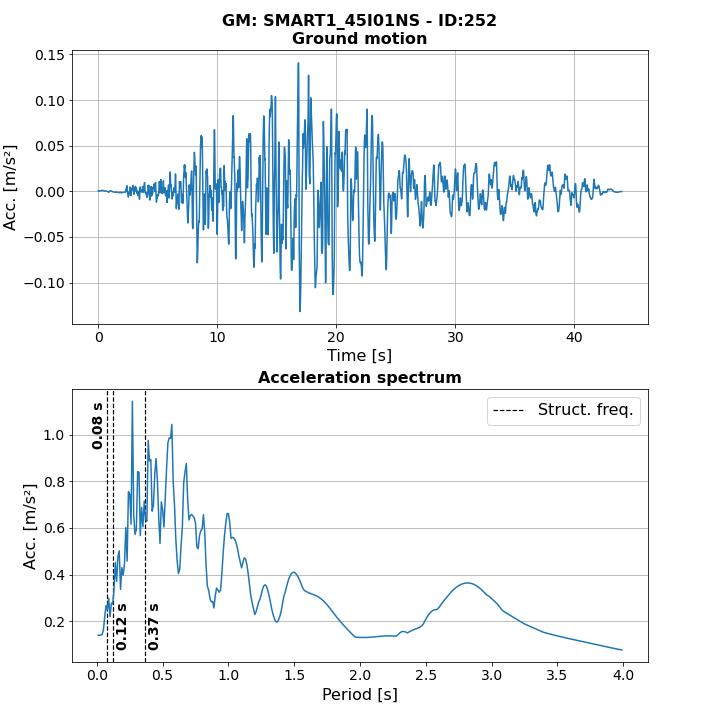 GM: SMART1_45I01NS - ID:252
Ground motion
0.15
0.10
0.05
0.00
−0.05
−0.10
Acc. [m/s²]
0 10 20 30 40
Time [s]
Acceleration spectrum
1.0
0.8
0.6
0.4
0.2
Acc. [m/s²]
0.08 s
0.12 s
0.37 s
Struct. freq.
0.0 0.5 1.0 1.5 2.0 2.5 3.0 3.5 4.0
Period [s]